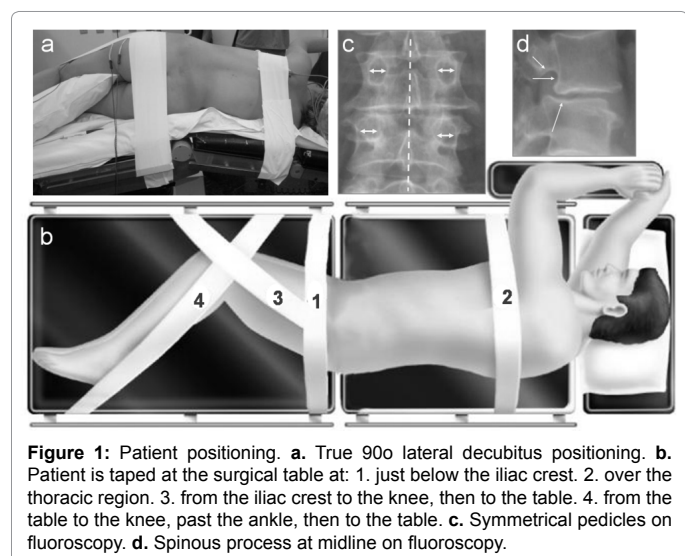 a
c
d
b
4
3
1
2
Figure 1: Patient positioning. a. True 90o lateral decubitus positioning. b.
Patient is taped at the surgical table at: 1. just below the iliac crest. 2. over the
thoracic region. 3. from the iliac crest to the knee, then to the table. 4. from the
table to the knee, past the ankle, then to the table. c. Symmetrical pedicles on
fluoroscopy. d. Spinous process at midline on fluoroscopy.